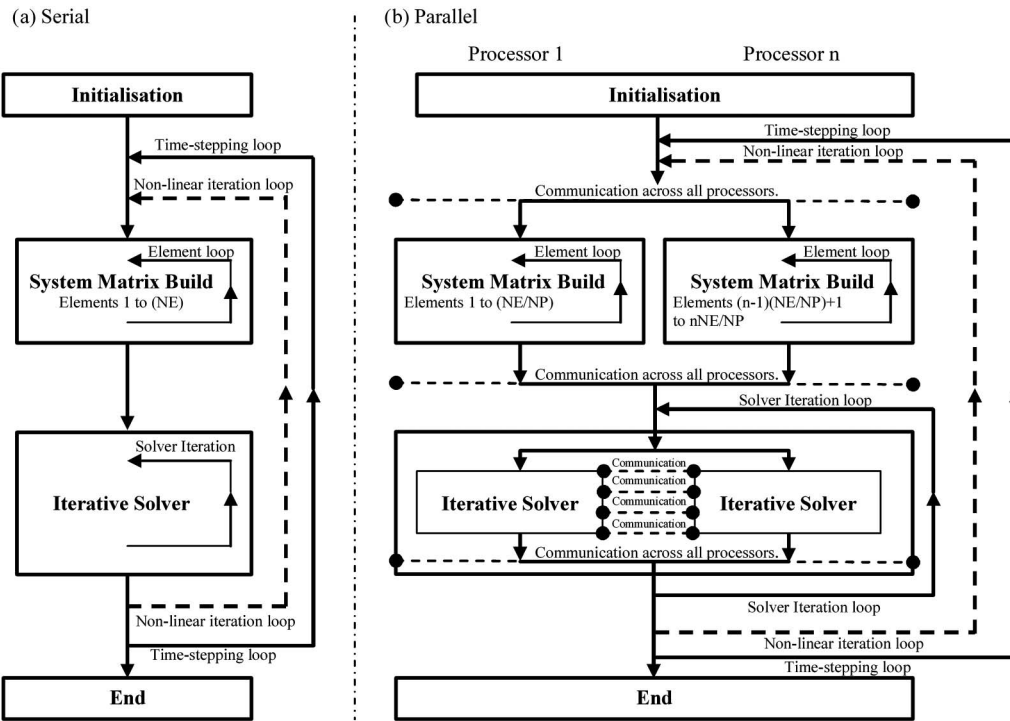 (a) Serial
Initialisation
Time-stepping loop
Non-linear iteration loop
Element loop
System Matrix Build
Elements 1 to (NE)
Solver Iteration
Iterative Solver
Non-linear iteration loop
Time-stepping loop
End
(b) Parallel
Processor 1
Processor n
Initialisation
Time-stepping loop
Non-linear iteration loop
Communication across all processors.
Element loop
System Matrix Build
Elements 1 to (NE/NP)
Element loop
System Matrix Build
Elements (n-1)(NE/NP)+1
to nNE/NP
Communication across all processors.
Solver Iteration loop
Communication
Communication
Communication
Communication
Iterative Solver
Iterative Solver
Communication across all processors.
Solver Iteration loop
Non-linear iteration loop
Time-stepping loop
End